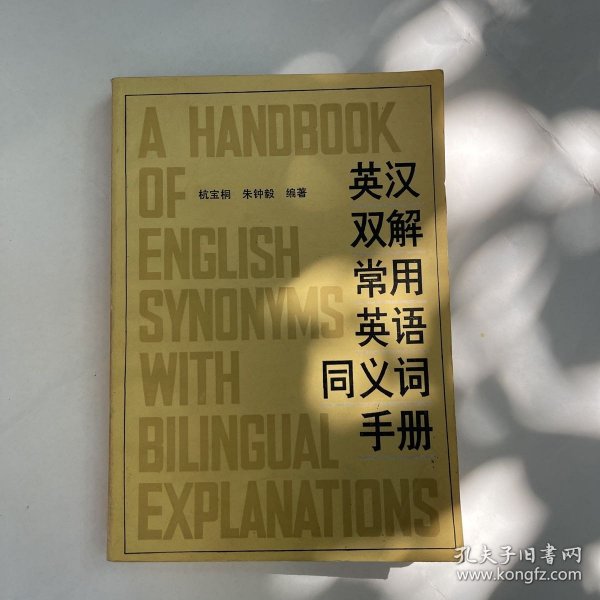 A HANDBOOK
OF
ENGLISH
SYNONYMS
WITH
BILINGUAL
EXPLANATIONS
杭宝桐 朱钟毅 编著
英汉
双解
常用
英语
同义词
手册
孔夫子旧书网
www.kongfz.com